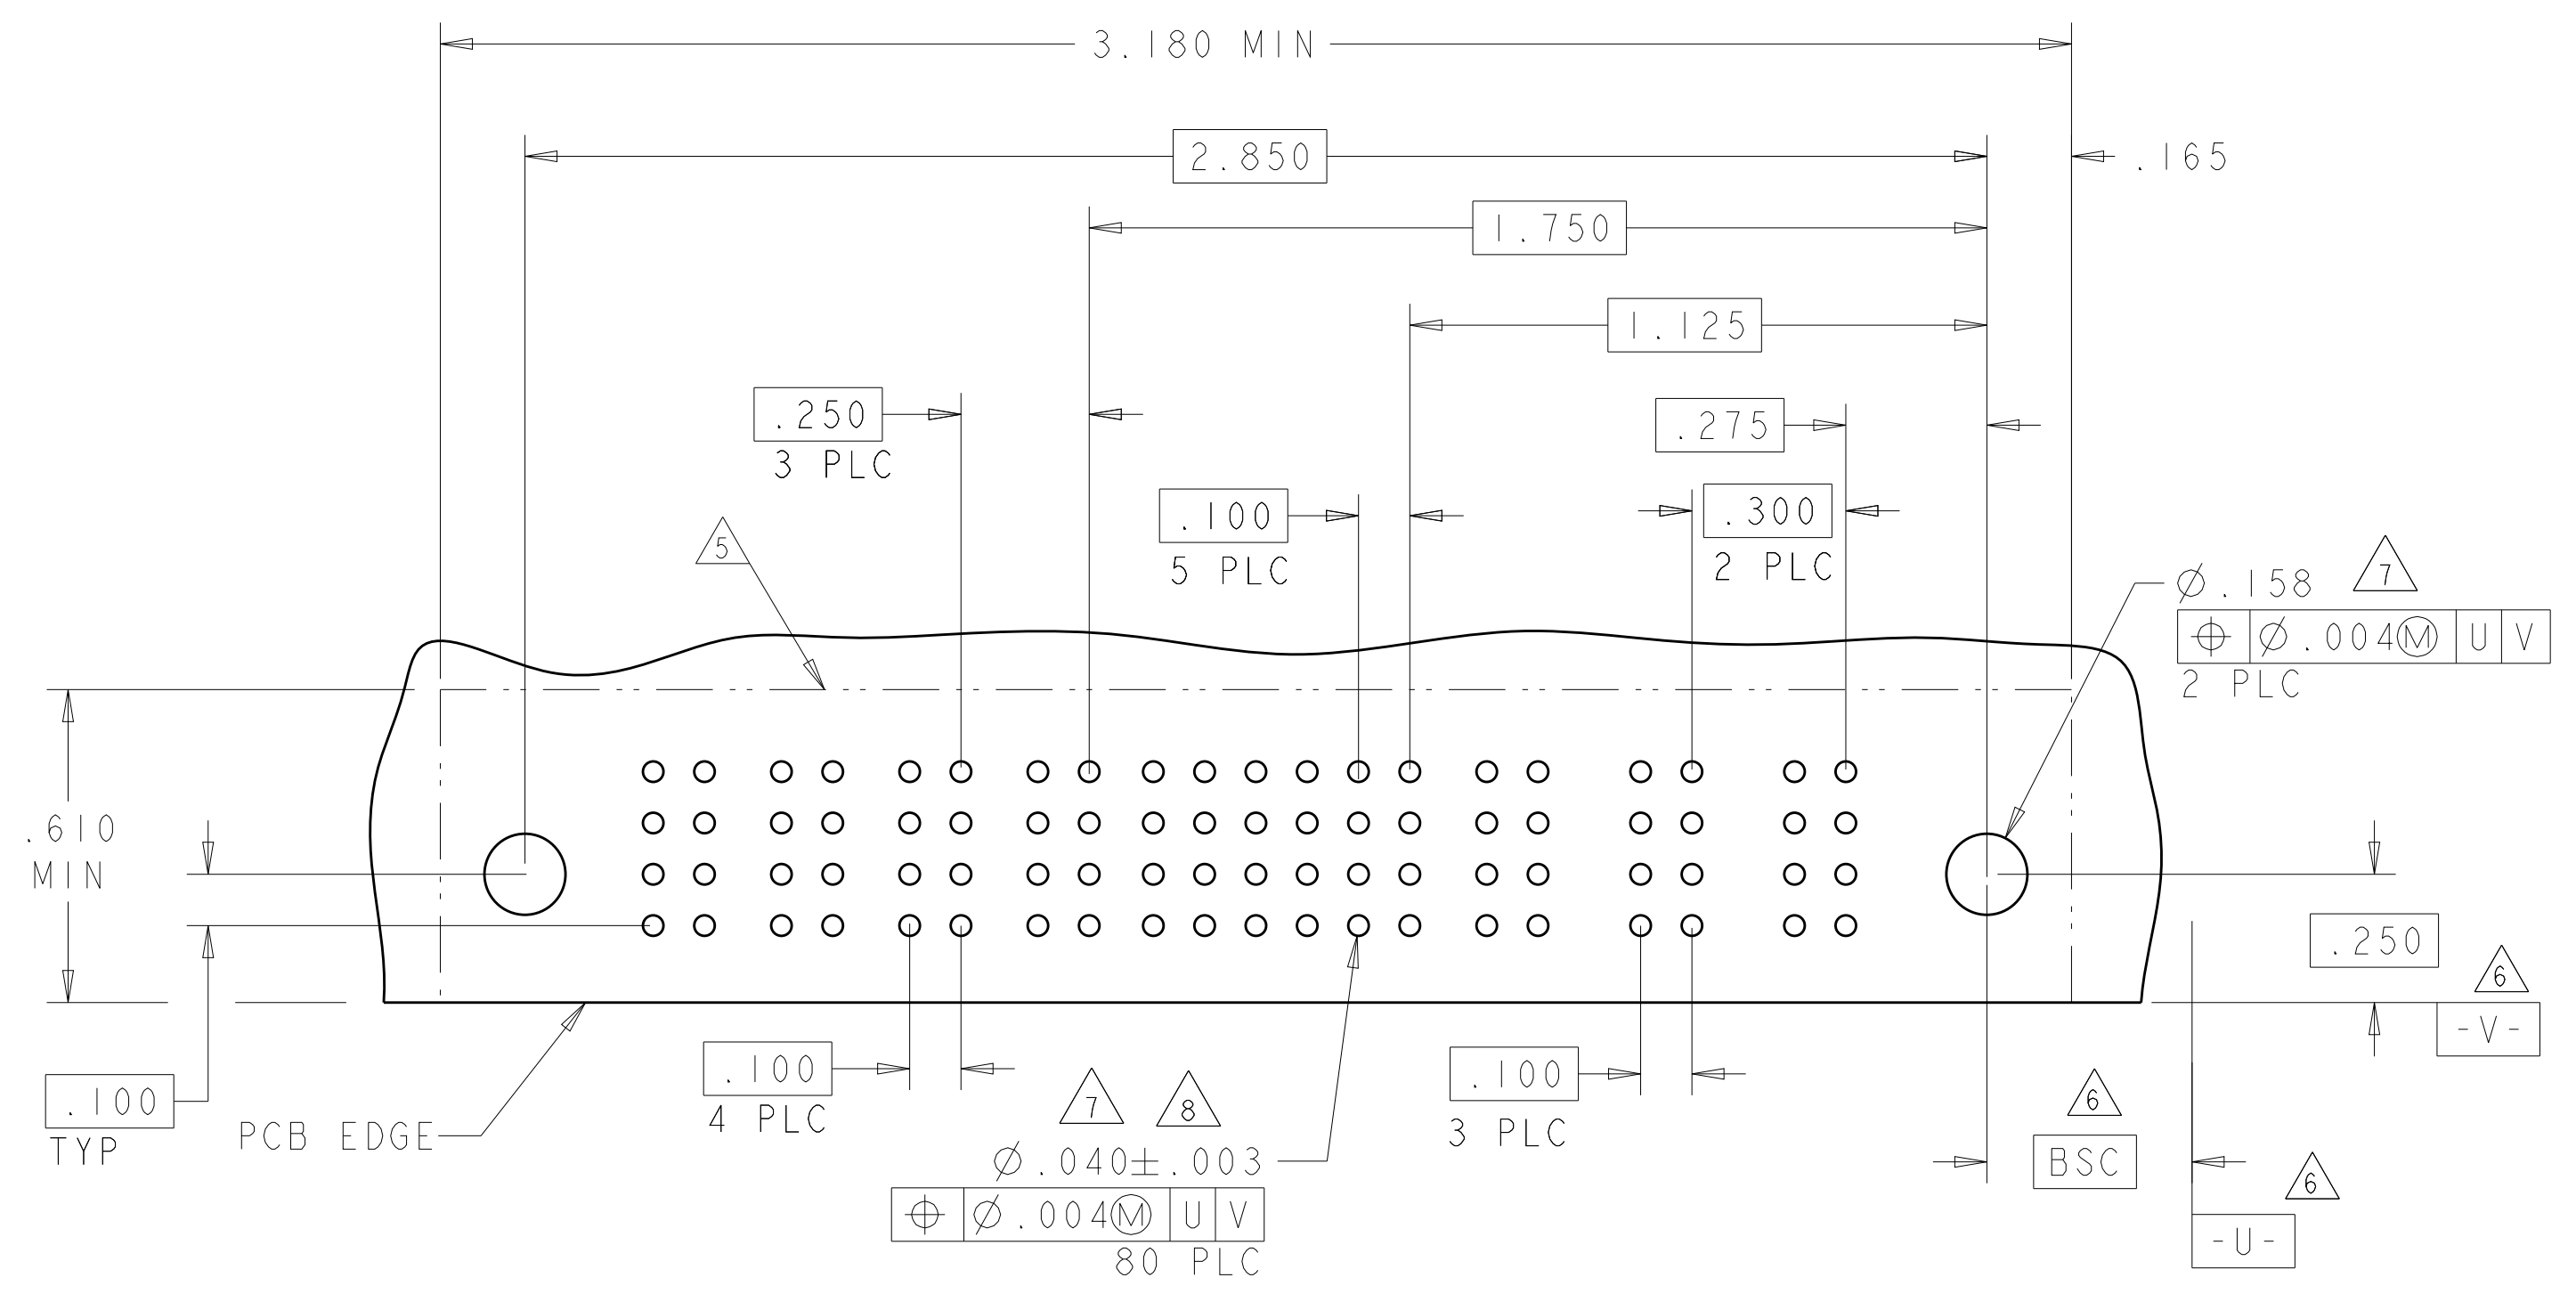 3.180 MIN
2.850
.165
1.750
1.125
.250
3 PLC
.275
.100
5 PLC
.300
2 PLC
5
⌀.158 7
⌖ ⌀.004Ⓜ U V
2 PLC
.610
MIN
.250
6
-V-
.100
TYP
PCB EDGE
.100
4 PLC
7 8
⌀.040±.003
⌖ ⌀.004Ⓜ U V
80 PLC
.100
3 PLC
6
BSC
6
-U-